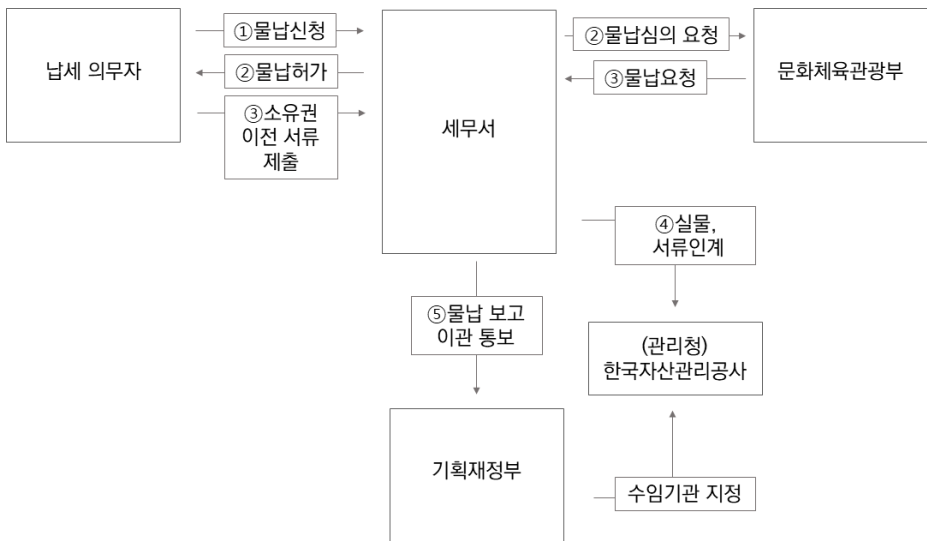 ①물납신청
②물납심의 요청
납세 의무자
②물납허가
③물납요청
문화체육관광부
③소유권
이전 서류
제출
세무서
④실물,
서류인계
⑤물납 보고
이관 통보
(관리청)
한국자산관리공사
기획재정부
수임기관 지정